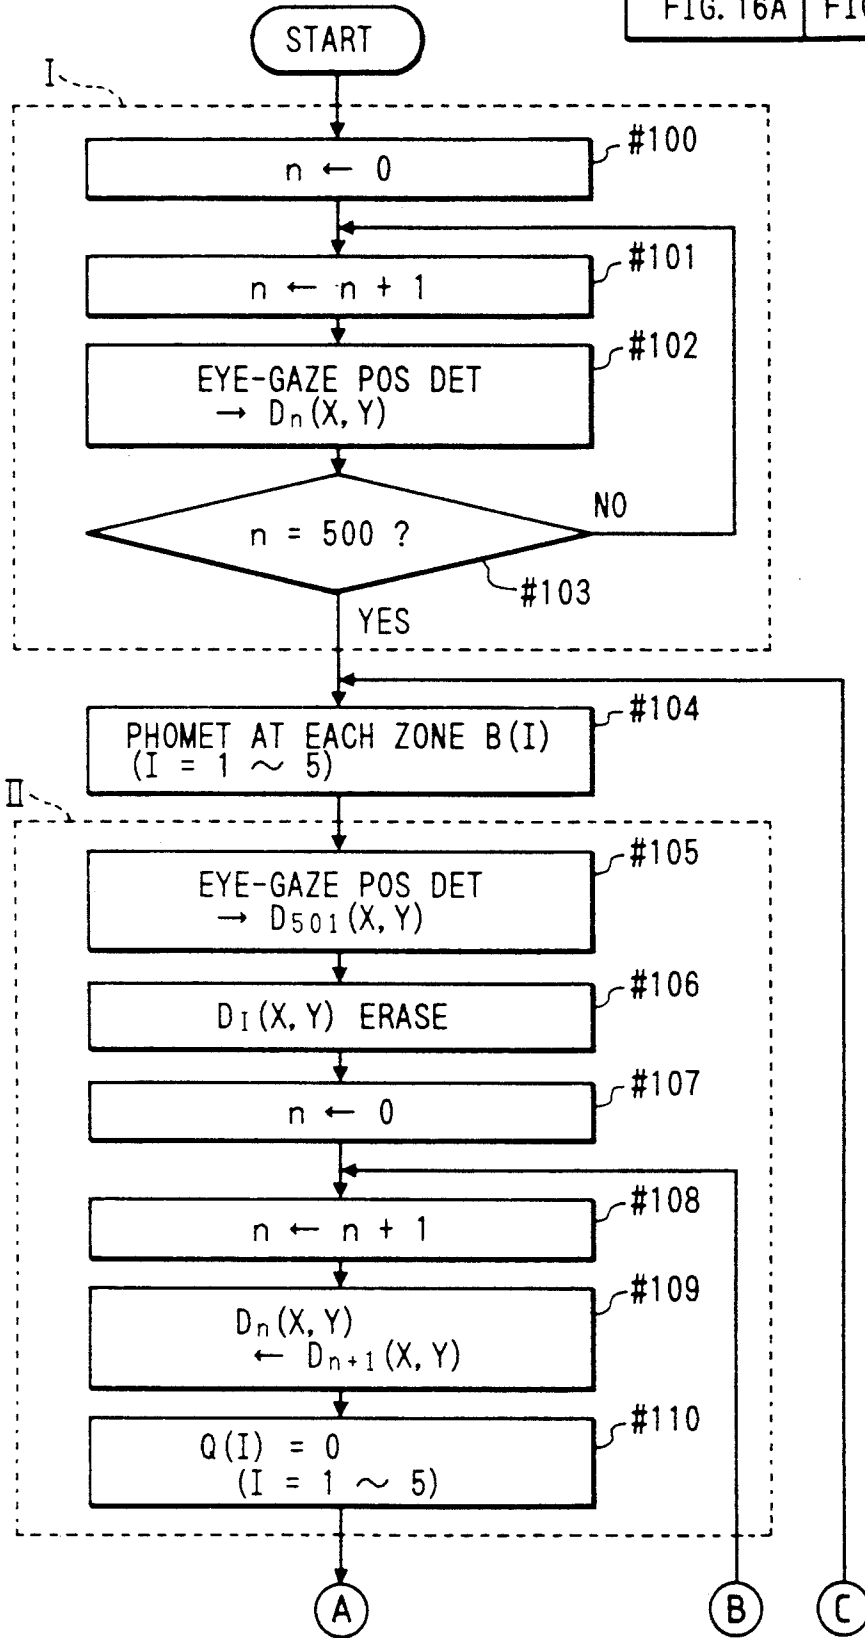 FIG. 16A
START
I
#100
n ← 0
#101
n ← n + 1
#102
EYE-GAZE POS DET
→ Dn(X, Y)
NO
n = 500 ?
#103
YES
#104
PHOMET AT EACH ZONE B(I)
(I = 1 ~ 5)
II
#105
EYE-GAZE POS DET
→ D501(X, Y)
#106
DI(X, Y) ERASE
#107
n ← 0
#108
n ← n + 1
#109
Dn(X, Y)
← Dn+1(X, Y)
#110
Q(I) = 0
(I = 1 ~ 5)
A
B
C